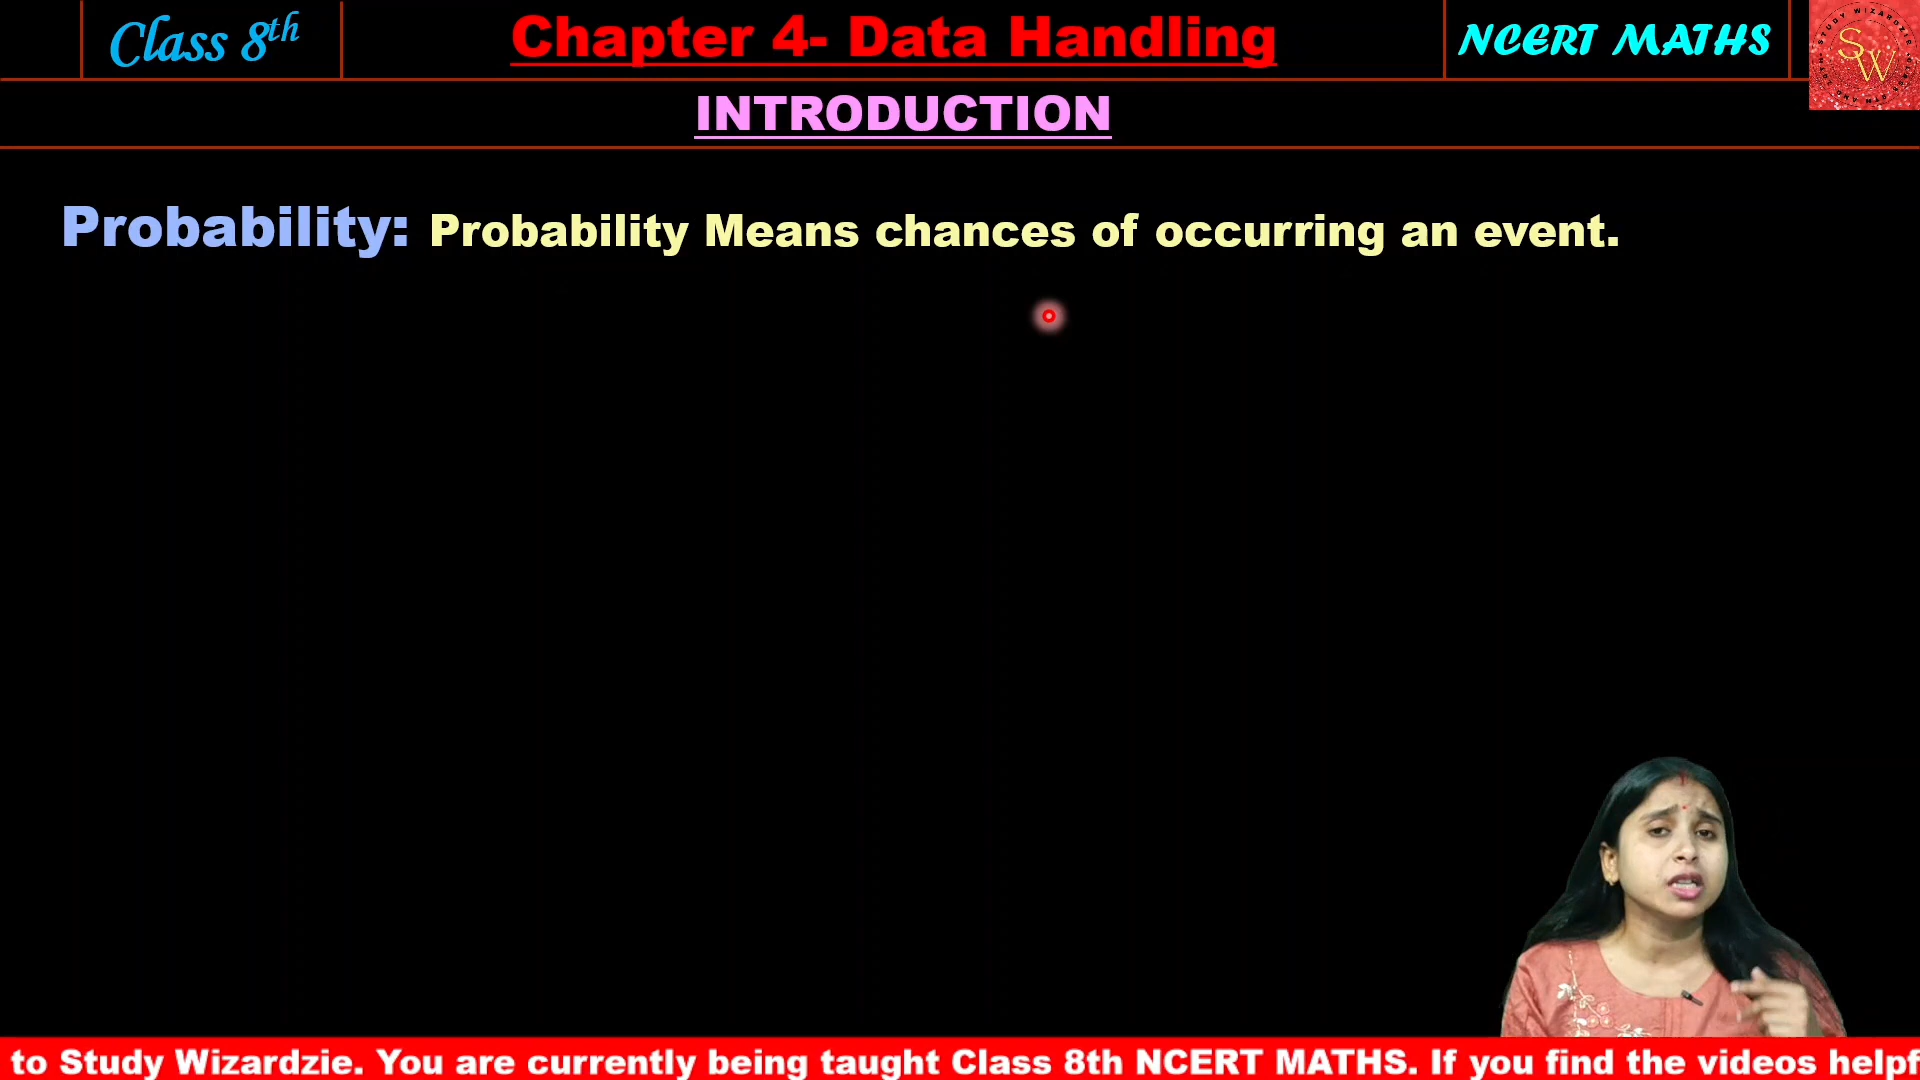 Class 8th
Chapter 4- Data Handling
NCERT MATHS
SW
INTRODUCTION
Probability: Probability Means chances of occurring an event.
to Study Wizardzie. You are currently being taught Class 8th NCERT MATHS. If you find the videos helpf